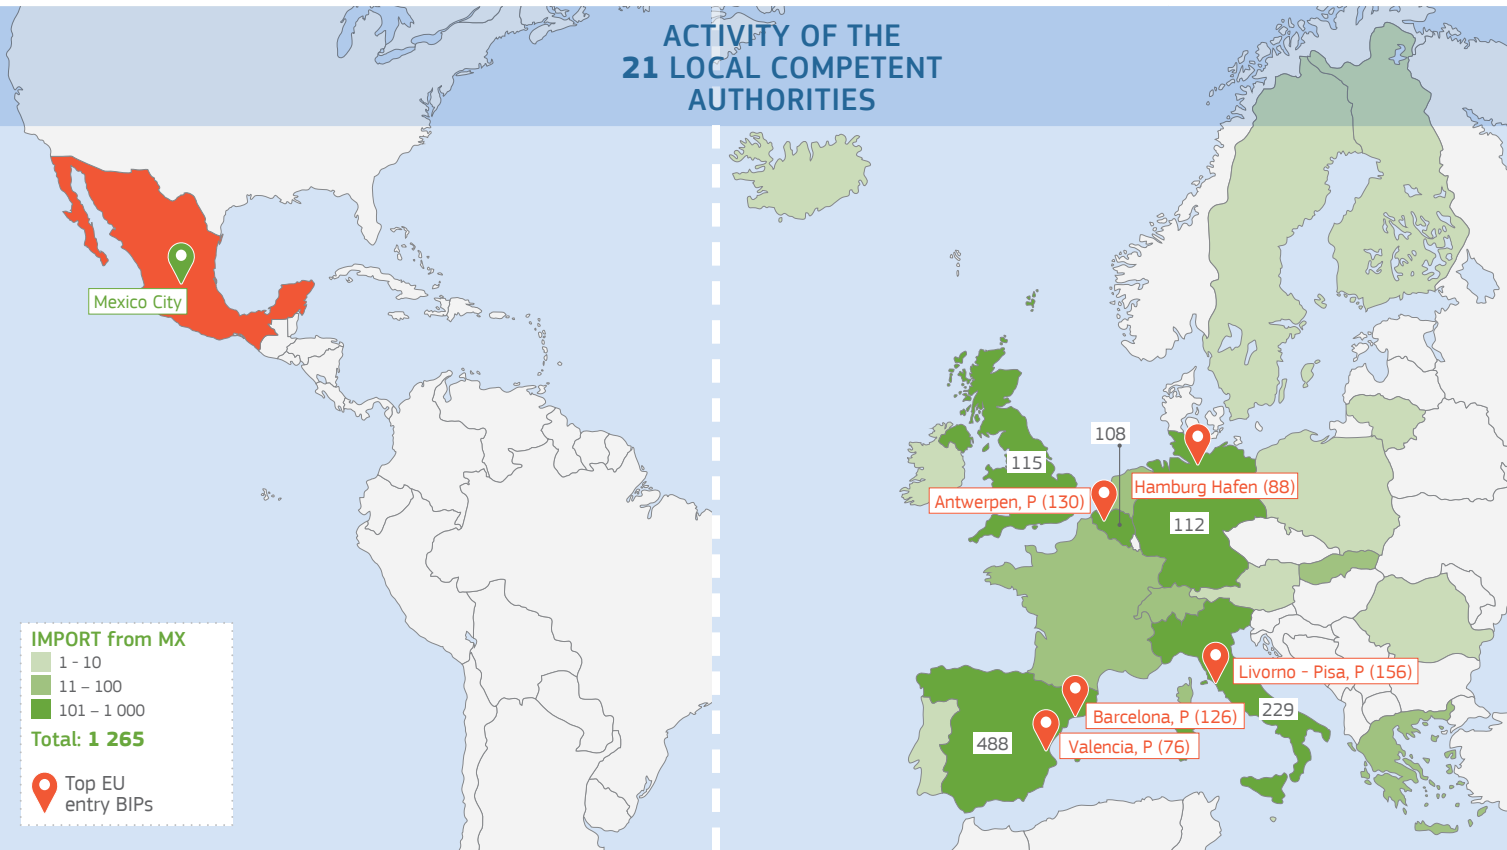 ACTIVITY OF THE
21 LOCAL COMPETENT
AUTHORITIES
Mexico City
108
115
Hamburg Hafen (88)
Antwerpen, P (130)
112
Livorno - Pisa, P (156)
229
Barcelona, P (126)
488
Valencia, P (76)
IMPORT from MX
1 - 10
11 – 100
101 – 1 000
Total: 1 265
Top EU
entry BIPs